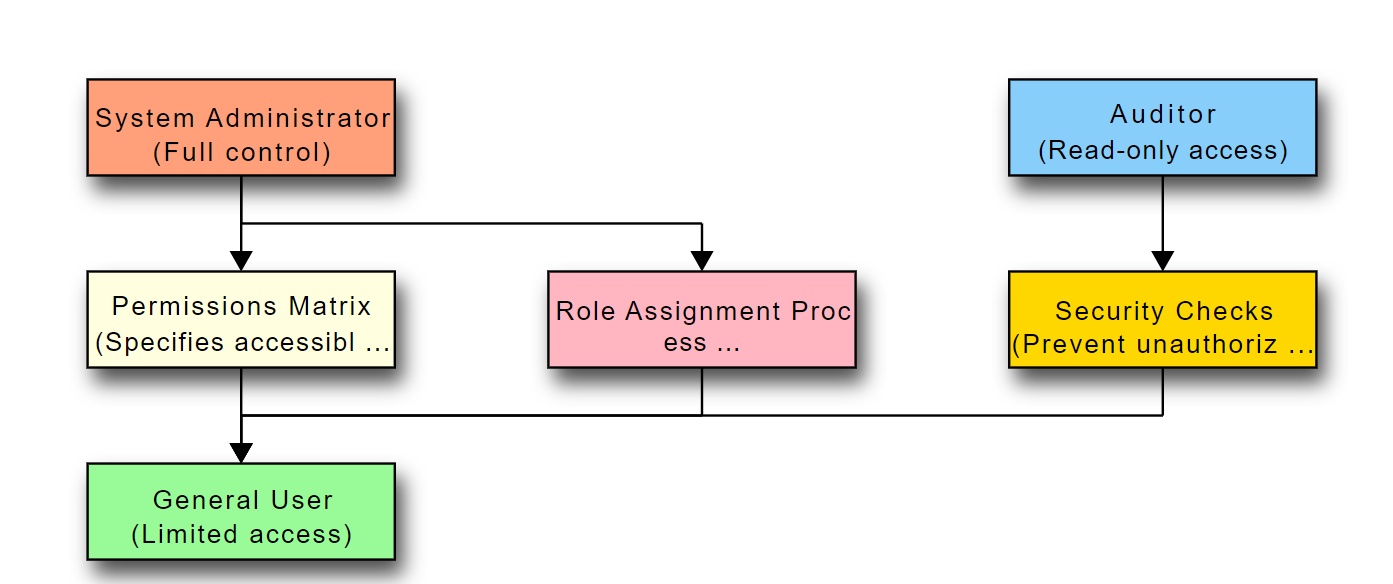 System Administrator
(Full control)
Auditor
(Read-only access)
Permissions Matrix
(Specifies accessibl ...
Role Assignment Proc
ess ...
Security Checks
(Prevent unauthoriz ...
General User
(Limited access)